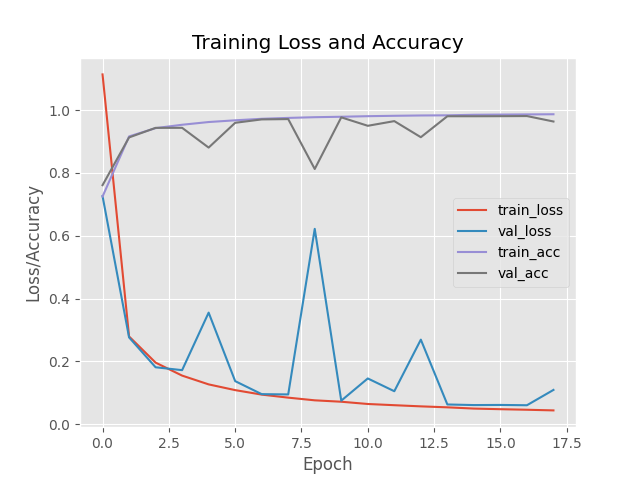 Training Loss and Accuracy
Loss/Accuracy
1.0
0.8
0.6
0.4
0.2
0.0
train_loss
val_loss
train_acc
val_acc
0.0 2.5 5.0 7.5 10.0 12.5 15.0 17.5
Epoch